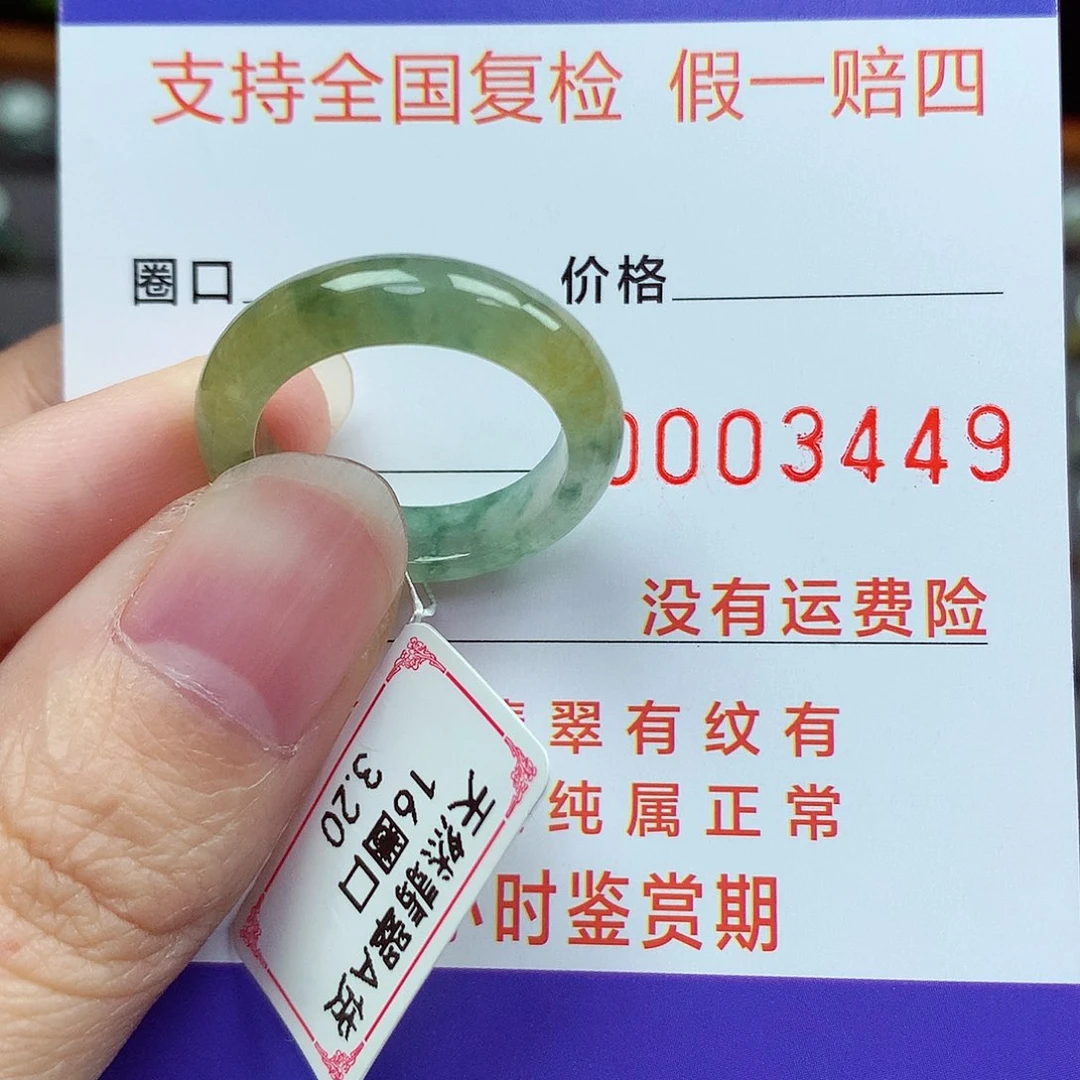 支持全国复检 假一赔四
圈口 价格
0003449
没有运费险
翠有纹有
纯属正常
小时鉴赏期
天然翡翠A货
16圈口
3.20